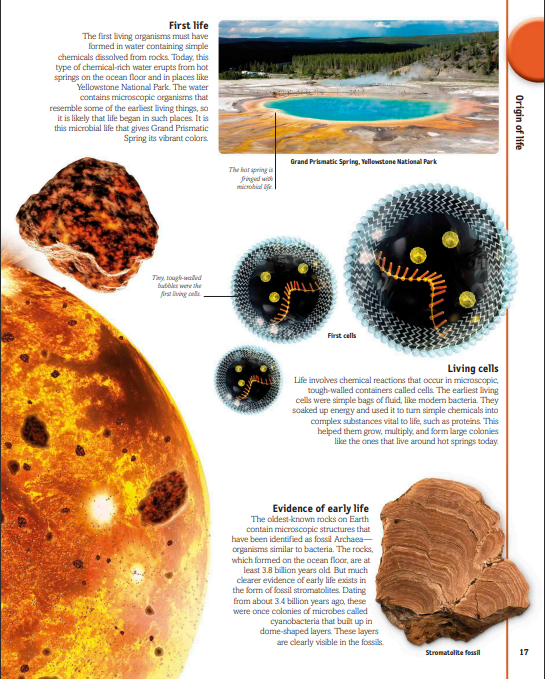 First life
The first living organisms must have
formed in water containing simple
chemicals dissolved from rocks. Today, this
type of chemical-rich water erupts from hot
springs on the ocean floor and in places like
Yellowstone National Park. The water
contains microscopic organisms that
resemble some of the earliest living things, so
it is likely that life began in such places. It is
this microbial life that gives Grand Prismatic
Spring its vibrant colors.
Grand Prismatic Spring, Yellowstone National Park
The hot spring is
fringed with
microbial life.
Origin of life
Tiny, tough-walled
bubbles were the
first living cells.
First cells
Living cells
Life involves chemical reactions that occur in microscopic,
tough-walled containers called cells. The earliest living
cells were simple bags of fluid, like modern bacteria. They
soaked up energy and used it to turn simple chemicals into
complex substances vital to life, such as proteins. This
helped them grow, multiply, and form large colonies
like the ones that live around hot springs today.
Evidence of early life
The oldest-known rocks on Earth
contain microscopic structures that
have been identified as fossil Archaea—
organisms similar to bacteria. The rocks,
which formed on the ocean floor, are at
least 3.8 billion years old. But much
clearer evidence of early life exists in
the form of fossil stromatolites. Dating
from about 3.4 billion years ago, these
were once colonies of microbes called
cyanobacteria that built up in
dome-shaped layers. These layers
are clearly visible in the fossils.
Stromatolite fossil
17